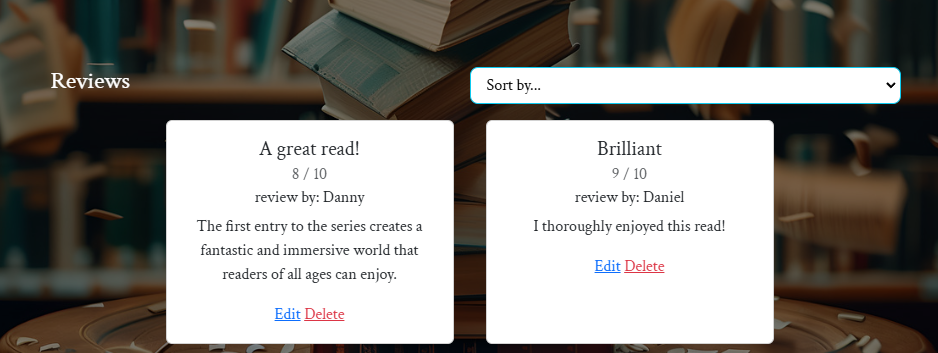 Reviews
Sort by...
A great read!
8 / 10
review by: Danny
The first entry to the series creates a
fantastic and immersive world that
readers of all ages can enjoy.
Edit Delete
Brilliant
9 / 10
review by: Daniel
I thoroughly enjoyed this read!
Edit Delete